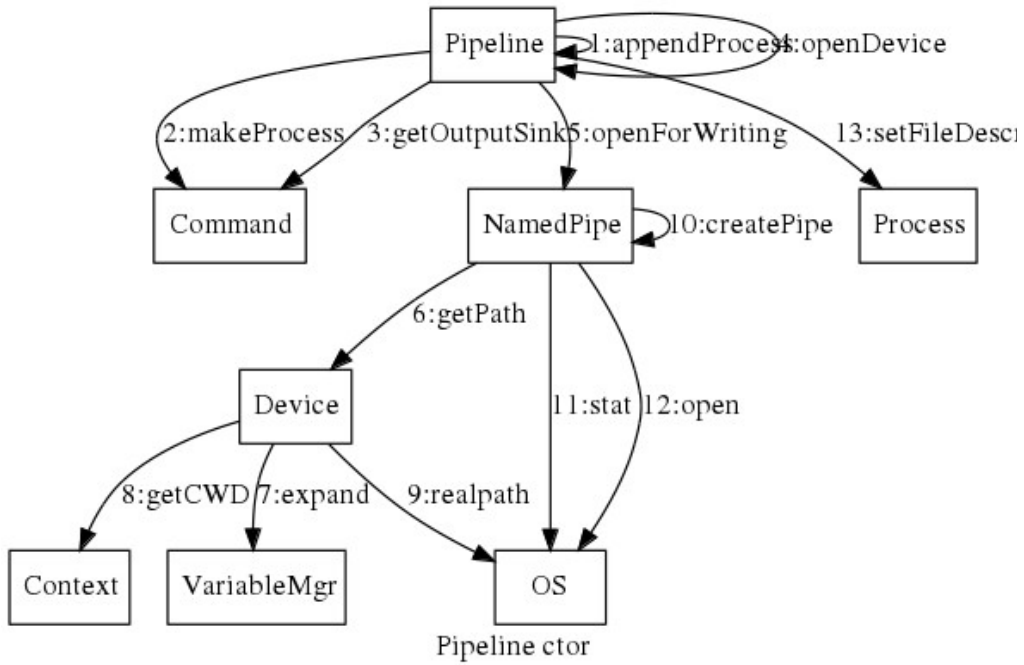 Pipeline
1:appendProcess
4:openDevice
2:makeProcess
3:getOutputSink
5:openForWriting
13:setFileDescr
Command
NamedPipe
10:createPipe
Process
6:getPath
Device
11:stat
12:open
8:getCWD
7:expand
9:realpath
Context
VariableMgr
OS
Pipeline ctor